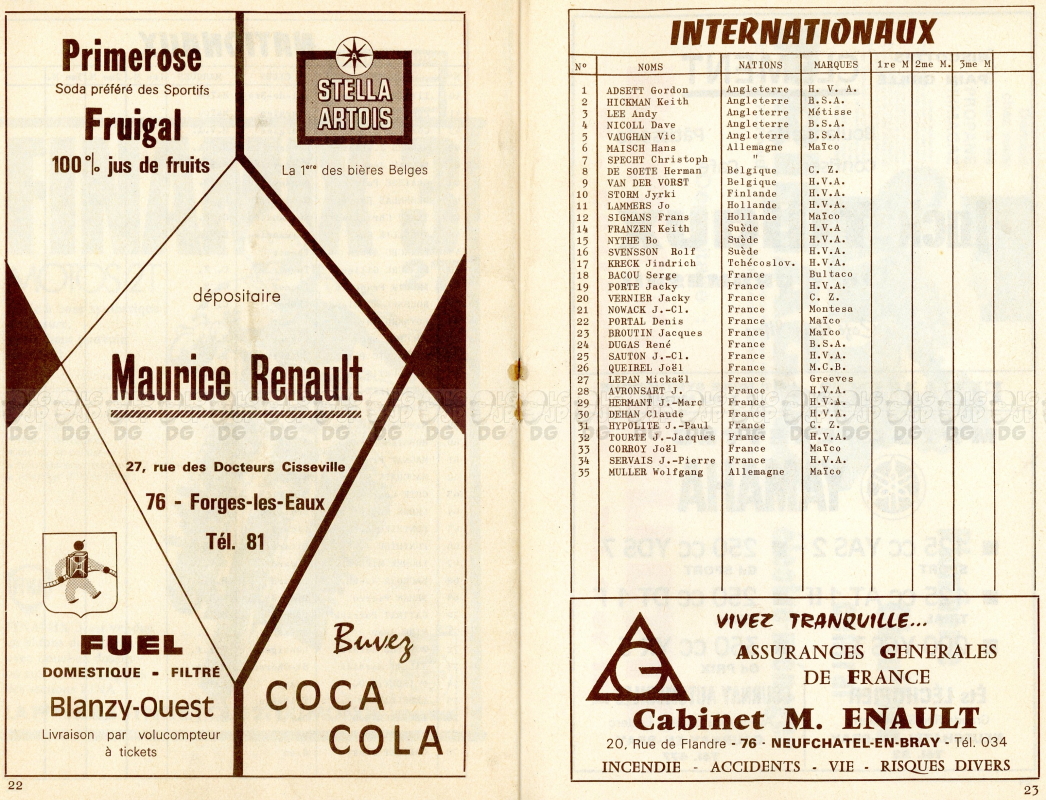 Primerose
Soda préféré des Sportifs
Fruigal
100 % jus de fruits
STELLA
ARTOIS
La 1ère des bières Belges
dépositaire
Maurice Renault
27, rue des Docteurs Cisseville
76 - Forges-les-Eaux
Tél. 81
FUEL
DOMESTIQUE - FILTRÉ
Blanzy-Ouest
Livraison par volucompteur
à tickets
Buvez
COCA
COLA
22
INTERNATIONAUX
N° NOMS NATIONS MARQUES 1re M 2me M. 3me M
1 ADSETT Gordon Angleterre H. V. A.
2 HICKMAN Keith Angleterre B.S.A.
3 LEE Andy Angleterre Métisse
4 NICOLL Dave Angleterre B.S.A.
5 VAUGHAN Vic Angleterre B.S.A.
6 MAISCH Hans Allemagne Maïco
7 SPECHT Christoph "
8 DE SOETE Herman Belgique C. Z.
9 VAN DER VORST Belgique H.V.A.
10 STORM Jyrki Finlande H.V.A.
11 LAMMERS Jo Hollande H.V.A.
12 SIGMANS Frans Hollande Maïco
14 FRANZEN Keith Suède H.V.A
15 NYTHE Bo Suède H.V.A.
16 SVENSSON Rolf Suède H.V.A.
17 KRECK Jindrich Tchécoslov. H.V.A.
18 BACOU Serge France Bultaco
19 PORTE Jacky France H.V.A.
20 VERNIER Jacky France C. Z.
21 NOWACK J.-Cl. France Montesa
22 PORTAL Denis France Maïco
23 BROUTIN Jacques France Maïco
24 DUGAS René France B.S.A.
25 SAUTON J.-Cl. France H.V.A.
26 QUEIREL Joël France M.C.B.
27 LEPAN Mickaël France Greeves
28 AVRONSART J. France H.V.A.
29 HERMANT J.-Marc France H.V.A.
30 DEHAN Claude France H.V.A.
31 HYPOLITE J.-Paul France C. Z.
32 TOURTE J.-Jacques France H.V.A.
33 CORROY Joël France Maïco
34 SERVAIS J.-Pierre France H.V.A.
35 MULLER Wolfgang Allemagne Maïco
VIVEZ TRANQUILLE...
ASSURANCES GENERALES
DE FRANCE
Cabinet M. ENAULT
20, Rue de Flandre - 76 - NEUFCHATEL-EN-BRAY - Tél. 034
INCENDIE - ACCIDENTS - VIE - RISQUES DIVERS
23